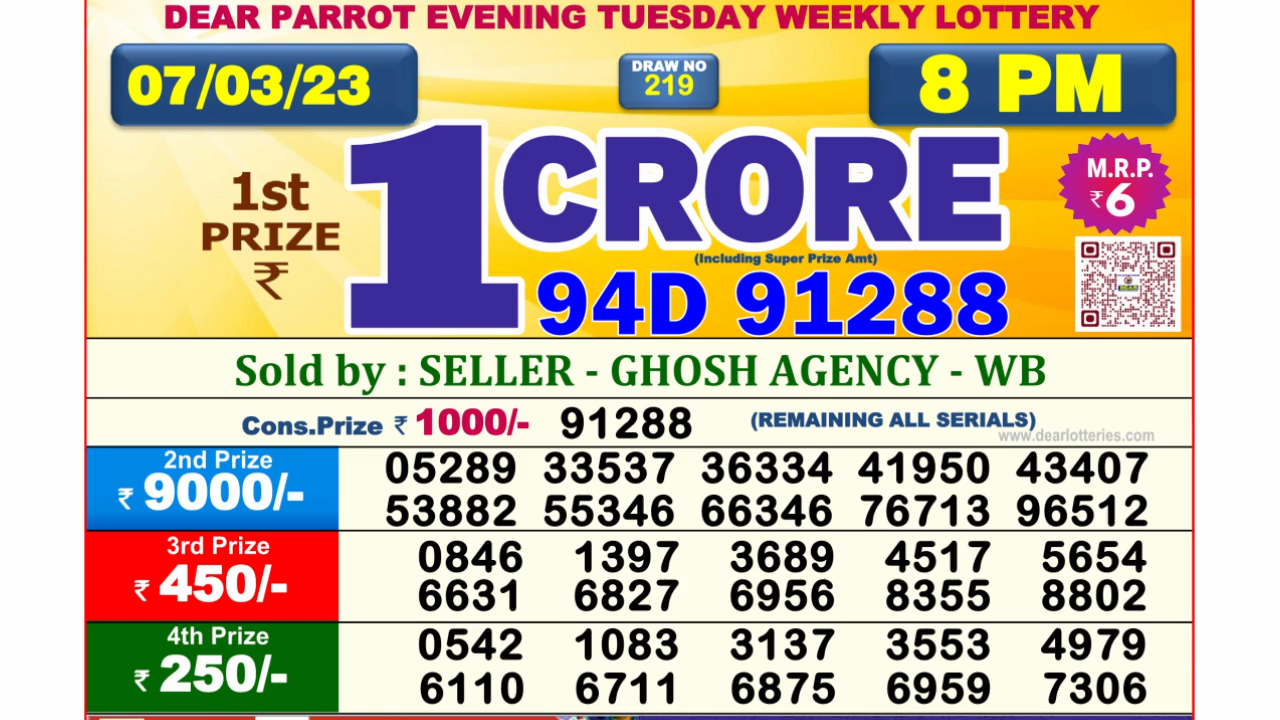 DEAR PARROT EVENING TUESDAY WEEKLY LOTTERY
07/03/23
DRAW NO
219
8 PM
1st
PRIZE
₹
1 CRORE
(Including Super Prize Amt)
94D 91288
M.R.P.
₹ 6
Sold by : SELLER - GHOSH AGENCY - WB
Cons.Prize ₹ 1000/- 91288 (REMAINING ALL SERIALS)
www.dearlotteries.com
2nd Prize
₹ 9000/-
05289 33537 36334 41950 43407
53882 55346 66346 76713 96512
3rd Prize
₹ 450/-
0846 1397 3689 4517 5654
6631 6827 6956 8355 8802
4th Prize
₹ 250/-
0542 1083 3137 3553 4979
6110 6711 6875 6959 7306